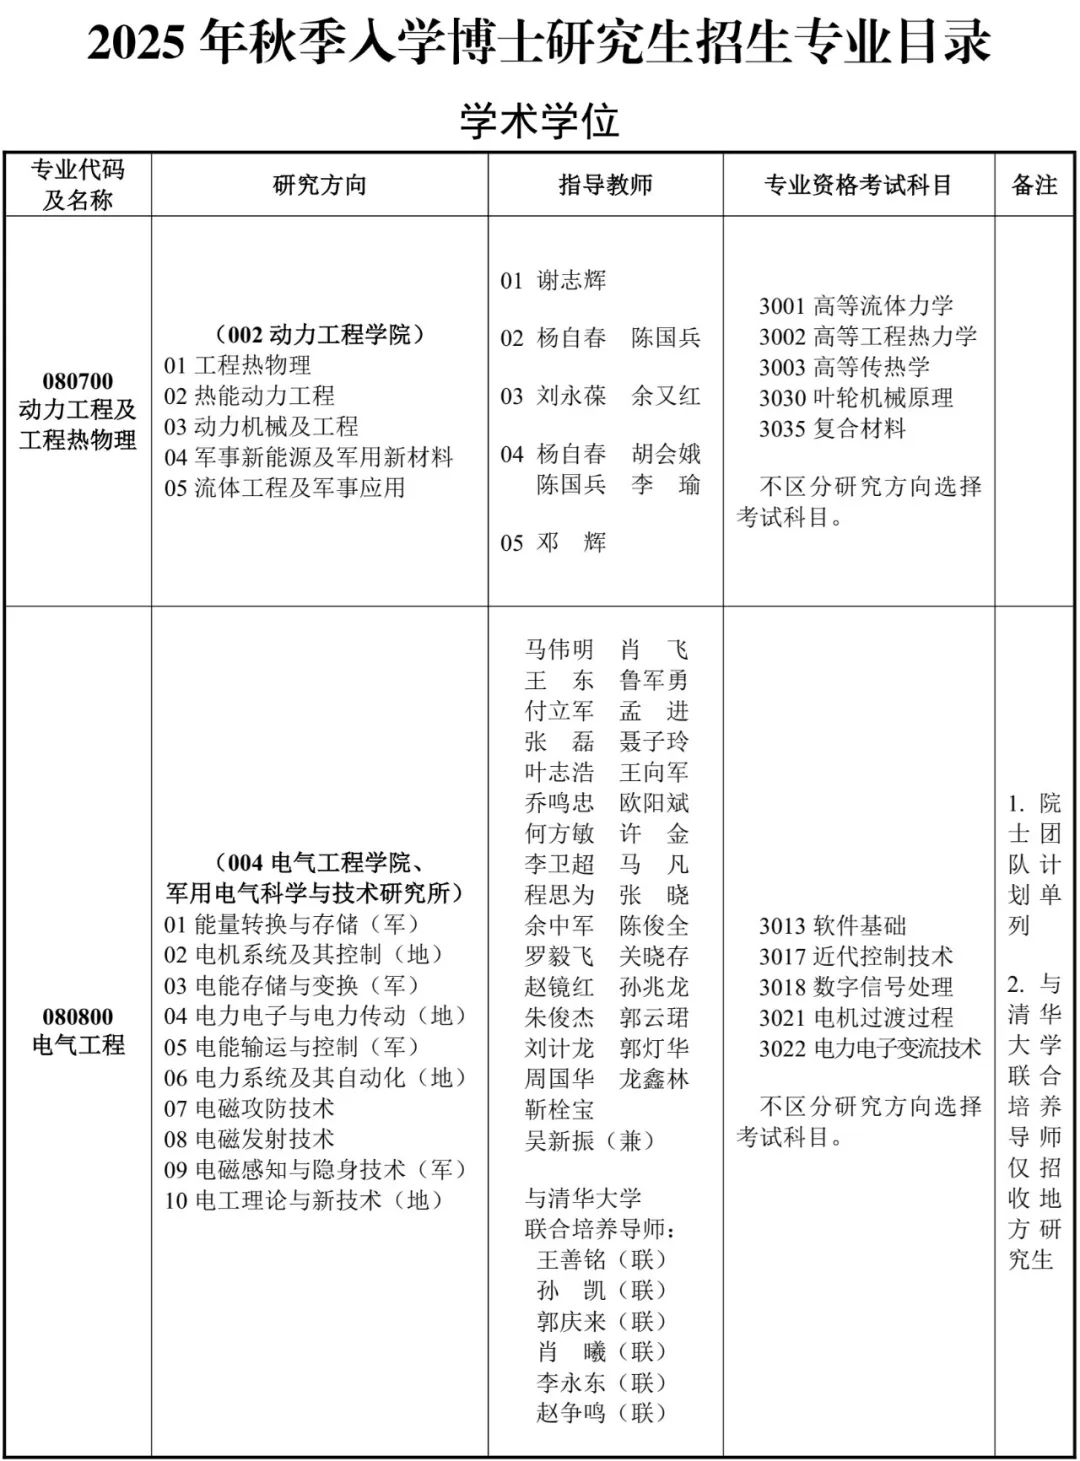 2025 年秋季入学博士研究生招生专业目录
学术学位
专业代码
及名称
研究方向
指导教师
专业资格考试科目
备注
080700
动力工程及
工程热物理
（002 动力工程学院）
01 工程热物理
02 热能动力工程
03 动力机械及工程
04 军事新能源及军用新材料
05 流体工程及军事应用
01 谢志辉
02 杨自春 陈国兵
03 刘永葆 余又红
04 杨自春 胡会娥
陈国兵 李 瑜
05 邓 辉
3001 高等流体力学
3002 高等工程热力学
3003 高等传热学
3030 叶轮机械原理
3035 复合材料
不区分研究方向选择
考试科目。
080800
电气工程
（004 电气工程学院、
军用电气科学与技术研究所）
01 能量转换与存储（军）
02 电机系统及其控制（地）
03 电能存储与变换（军）
04 电力电子与电力传动（地）
05 电能输运与控制（军）
06 电力系统及其自动化（地）
07 电磁攻防技术
08 电磁发射技术
09 电磁感知与隐身技术（军）
10 电工理论与新技术（地）
马伟明 肖 飞
王 东 鲁军勇
付立军 孟 进
张 磊 聂子玲
叶志浩 王向军
乔鸣忠 欧阳斌
何方敏 许 金
李卫超 马 凡
程思为 张 晓
余中军 陈俊全
罗毅飞 关晓存
赵镜红 孙兆龙
朱俊杰 郭云珺
刘计龙 郭灯华
周国华 龙鑫林
靳栓宝
吴新振（兼）
与清华大学
联合培养导师：
王善铭（联）
孙 凯（联）
郭庆来（联）
肖 曦（联）
李永东（联）
赵争鸣（联）
3013 软件基础
3017 近代控制技术
3018 数字信号处理
3021 电机过渡过程
3022 电力电子变流技术
不区分研究方向选择
考试科目。
1. 院
士团
队计
划单
列
2. 与
清华
大学
联合
培养
导师
仅招
收地
方研
究生